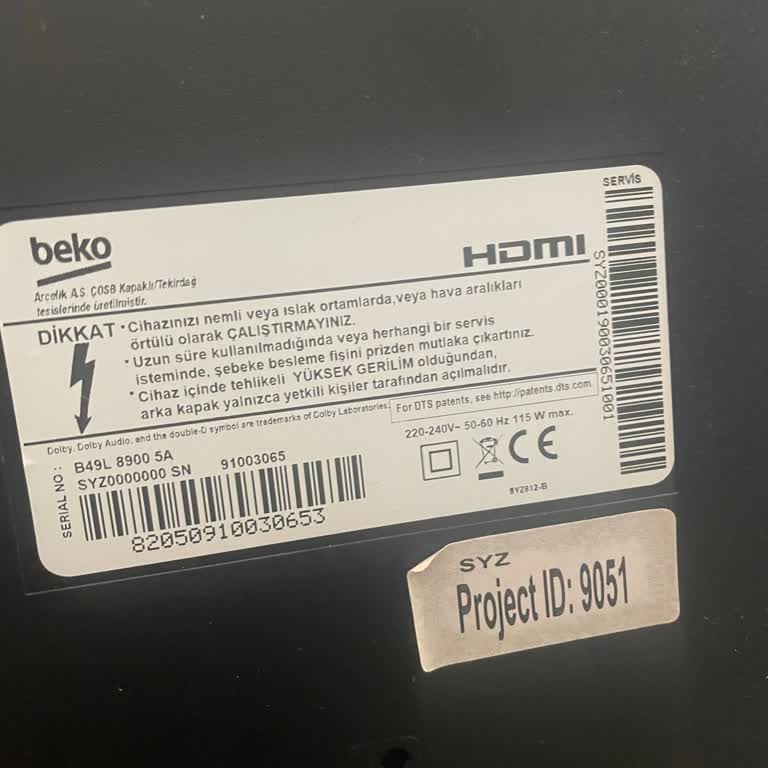 SERVİS
beko
HDMI
Arcelik A.S. ÇOSB Kapaklı/Tekirdağ
tesislerinde üretilmiştir.
DİKKAT
• Cihazınızı nemli veya ıslak ortamlarda,veya hava aralıkları
örtülü olarak ÇALIŞTIRMAYINIZ.
• Uzun süre kullanılmadığında veya herhangi bir servis
isteminde, şebeke besleme fişini prizden mutlaka çıkartınız.
• Cihaz içinde tehlikeli YÜKSEK GERİLİM olduğundan,
arka kapak yalnızca yetkili kişiler tarafından açılmalıdır.
Dolby, Dolby Audio, and the double-D symbol are trademarks of Dolby Laboratories.
For DTS patents, see http://patents.dts.com.
220-240V~ 50-60 Hz 115 W max.
CE
SYZ812-B
SERIAL NO :
B49L 8900 5A
SYZ0000000 SN 91003065
82050910030653
SYZ000190030651001
SYZ
Project ID: 9051